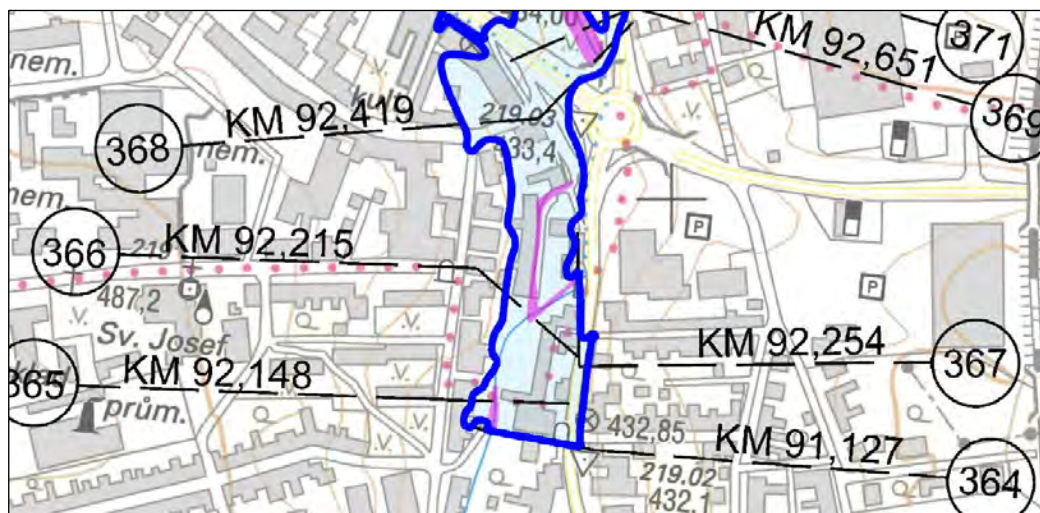 371
KM 92,651
369
nem.
KM 92,419
219.03
433,4
368
nem.
nem.
366
KM 92,215
P
487,2
P
Sv. Josef
KM 92,254
367
365
KM 92,148
prům.
432,85
KM 91,127
364
219.02
432,1